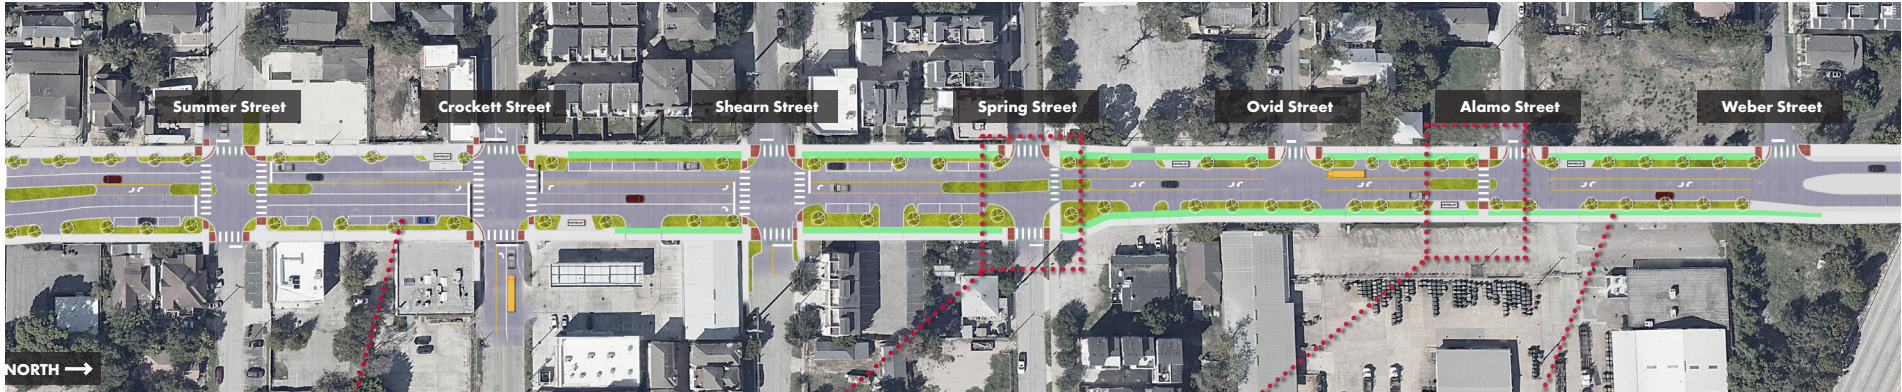 Summer Street
Crockett Street
Shearn Street
Spring Street
Ovid Street
Alamo Street
Weber Street
NORTH